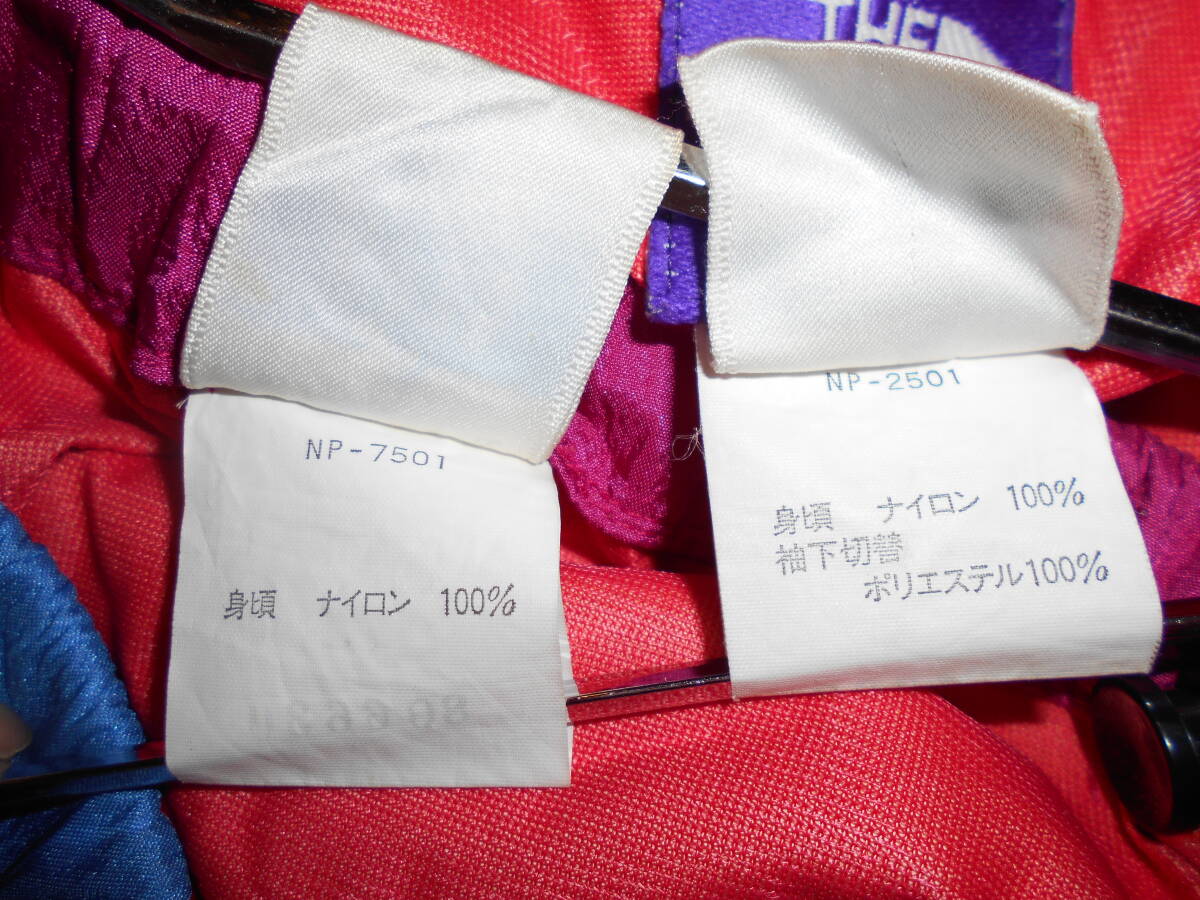 THE
NP-7501
身頃 ナイロン 100%
NP-2501
身頃 ナイロン 100%
袖下切替
ポリエステル100%